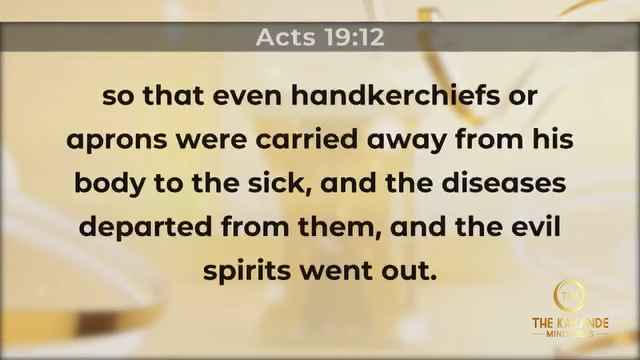 Acts 19:12
so that even handkerchiefs or
aprons were carried away from his
body to the sick, and the diseases
departed from them, and the evil
spirits went out.
THE KAKANDE
MINISTRIES